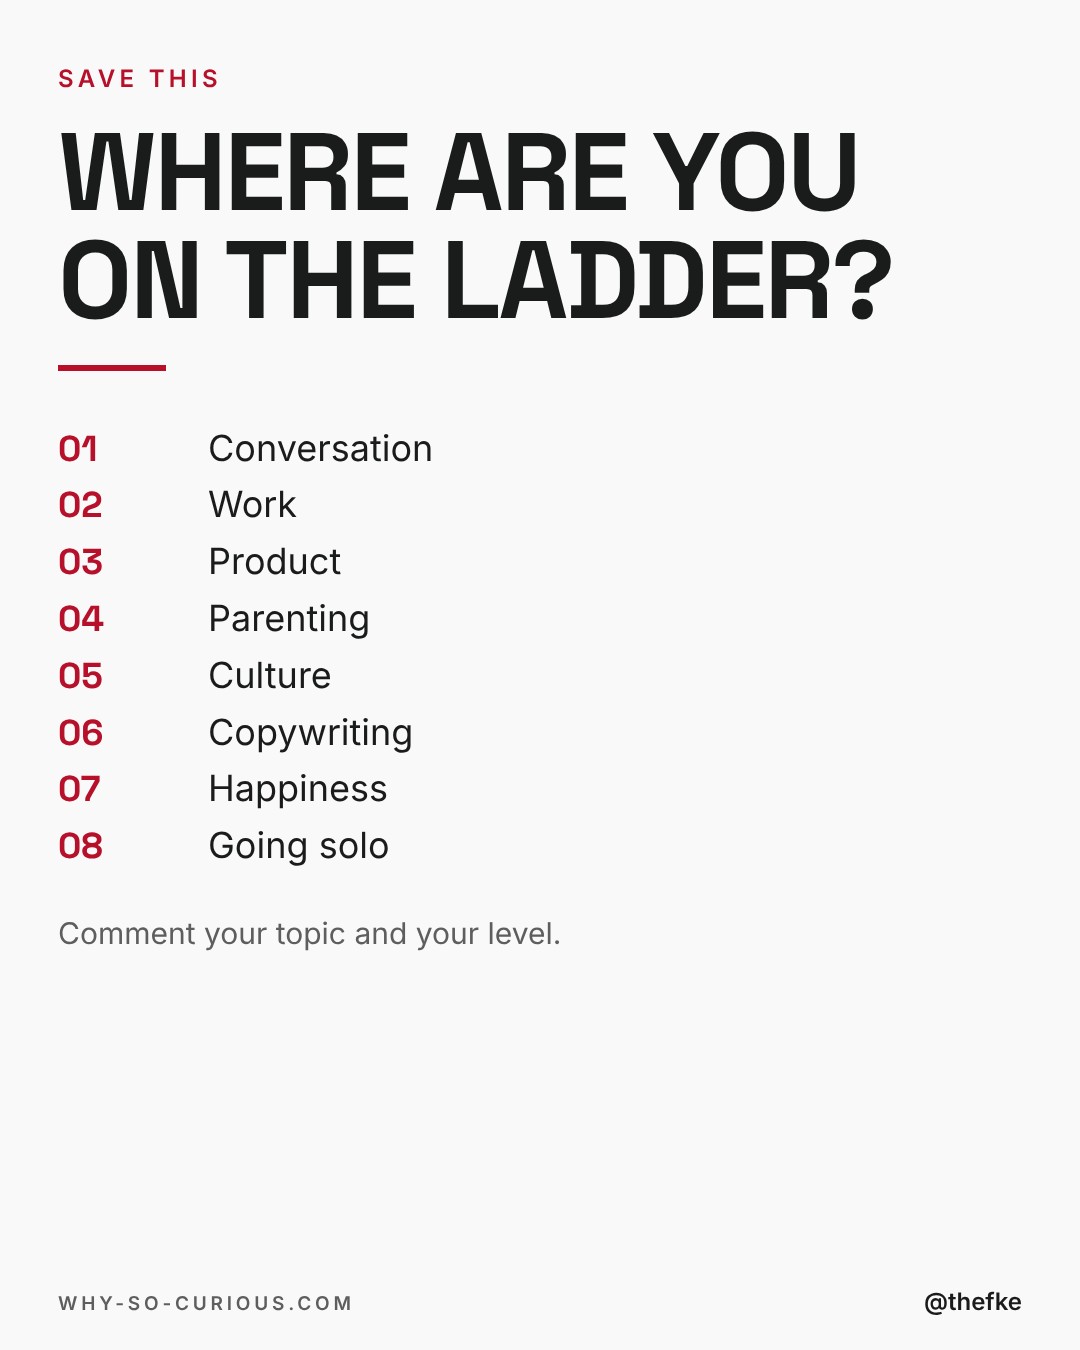 SAVE THIS
WHERE ARE YOU
ON THE LADDER?
01 Conversation
02 Work
03 Product
04 Parenting
05 Culture
06 Copywriting
07 Happiness
08 Going solo
Comment your topic and your level.
WHY-SO-CURIOUS.COM
@thefke